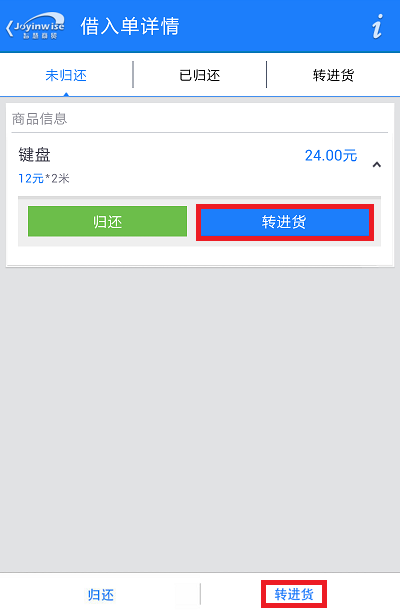 Joyinwise
智慧商贸
借入单详情
i
未归还
已归还
转进货
商品信息
键盘
24.00元
12元*2米
归还
转进货
归还
转进货